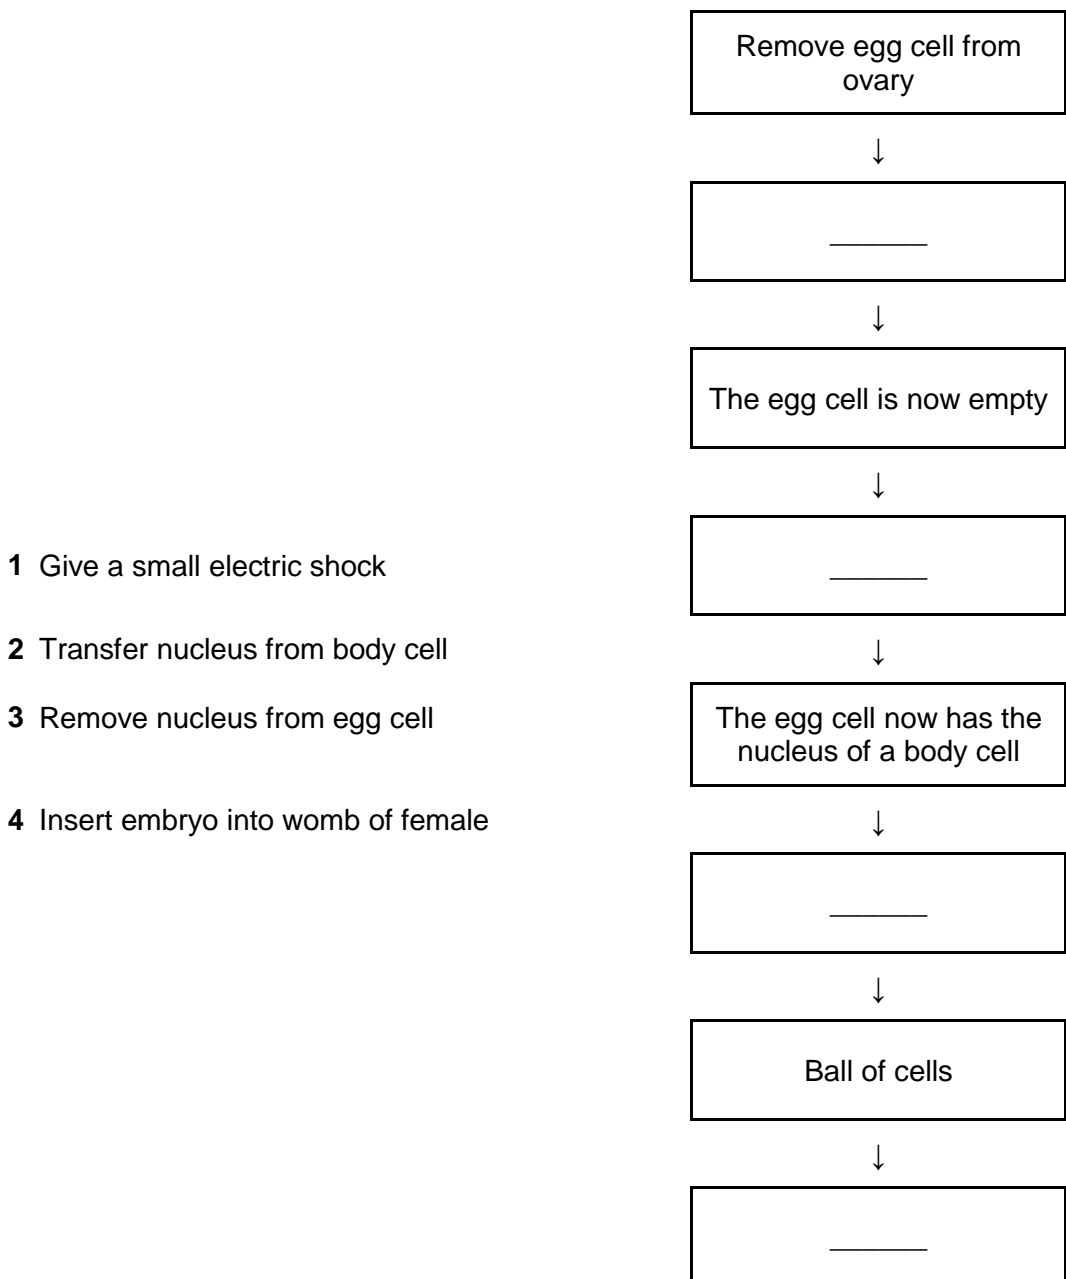 Remove egg cell from
ovary
↓
______
↓
The egg cell is now empty
↓
______
1 Give a small electric shock
↓
2 Transfer nucleus from body cell
3 Remove nucleus from egg cell
The egg cell now has the
nucleus of a body cell
4 Insert embryo into womb of female
↓
______
↓
Ball of cells
↓
______